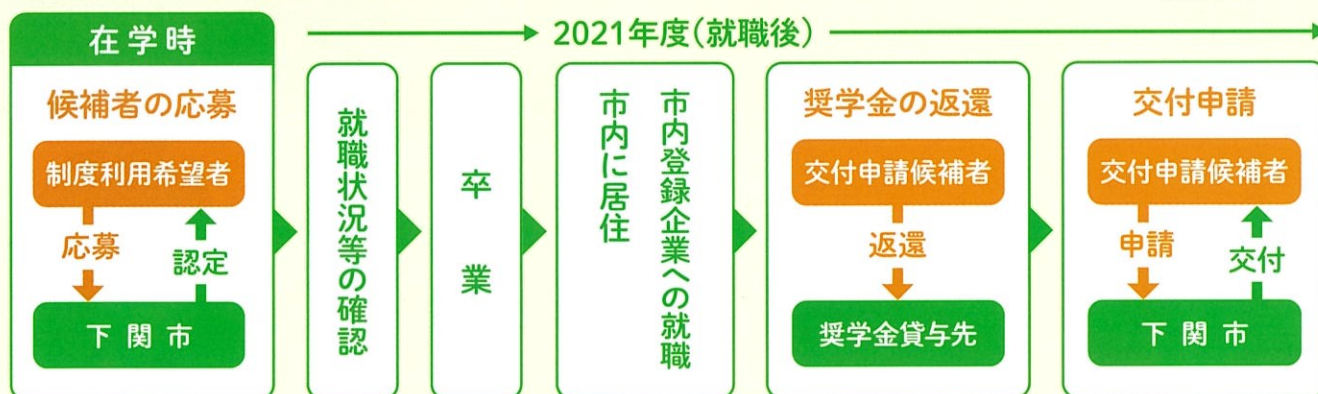 在学時
2021年度(就職後)
候補者の応募
制度利用希望者
応募
認定
下関市
就職状況等の確認
卒業
市内登録企業への就職
市内に居住
奨学金の返還
交付申請候補者
返還
奨学金貸与先
交付申請
交付申請候補者
申請
交付
下関市